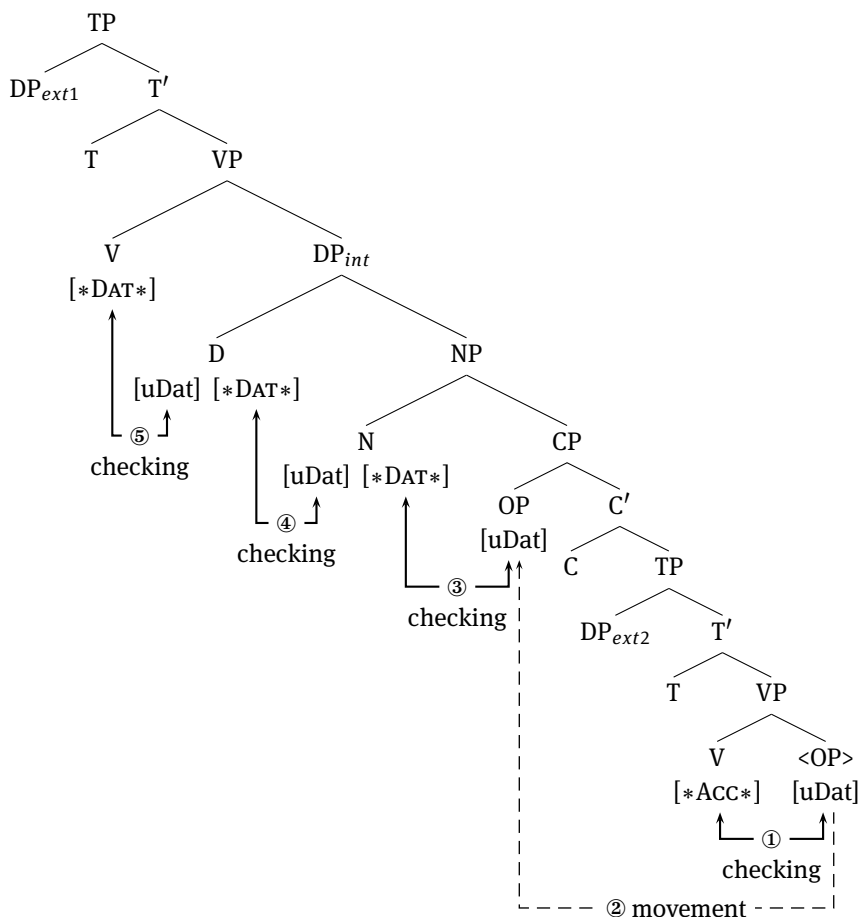 TP
DPext1 T′
T VP
V DPint
[∗DAT∗]
D NP
[uDat] [∗DAT∗]
⑤ N CP
checking
[uDat] [∗DAT∗] OP C′
④ [uDat]
checking C TP
③
checking DPext2 T′
T VP
V <OP>
[∗ACC∗] [uDat]
①
checking
② movement